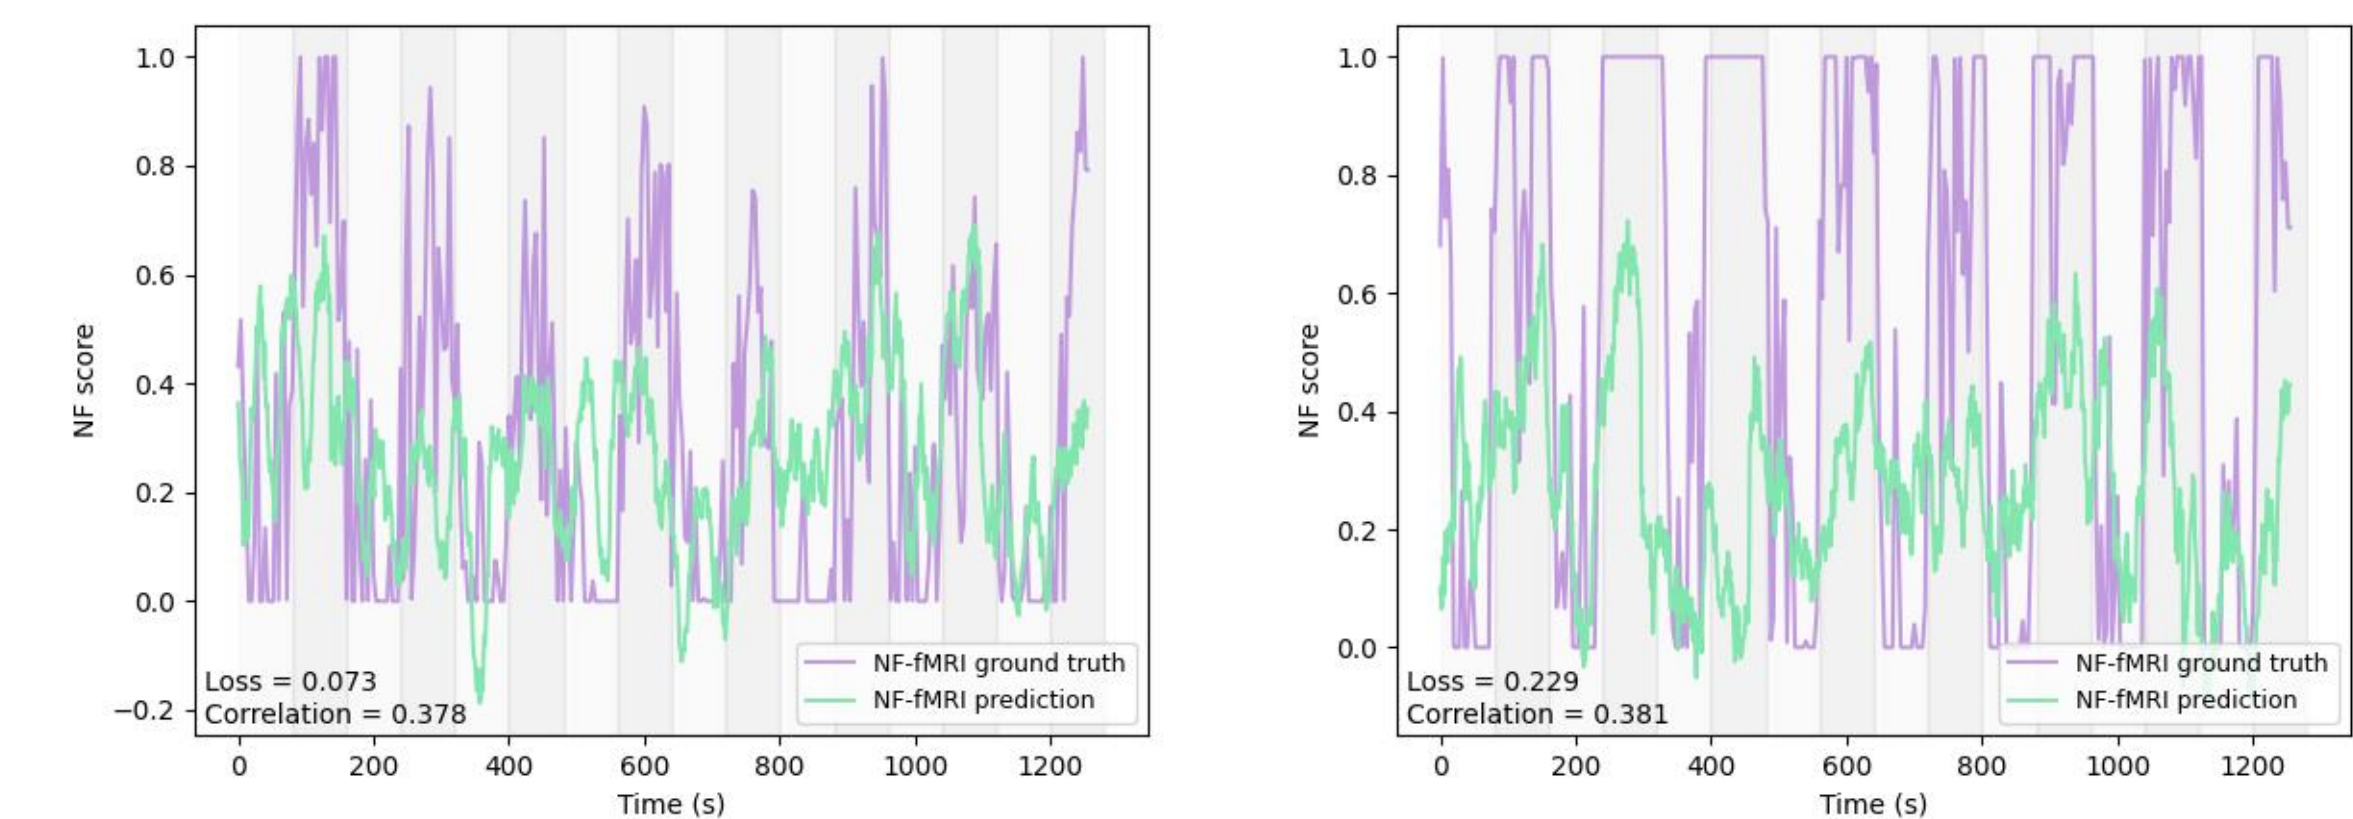 1.0
0.8
0.6
0.4
0.2
0.0
−0.2
NF score
Loss = 0.073
Correlation = 0.378
NF-fMRI ground truth
NF-fMRI prediction
0 200 400 600 800 1000 1200
Time (s)
1.0
0.8
0.6
0.4
0.2
0.0
NF score
Loss = 0.229
Correlation = 0.381
NF-fMRI ground truth
NF-fMRI prediction
0 200 400 600 800 1000 1200
Time (s)